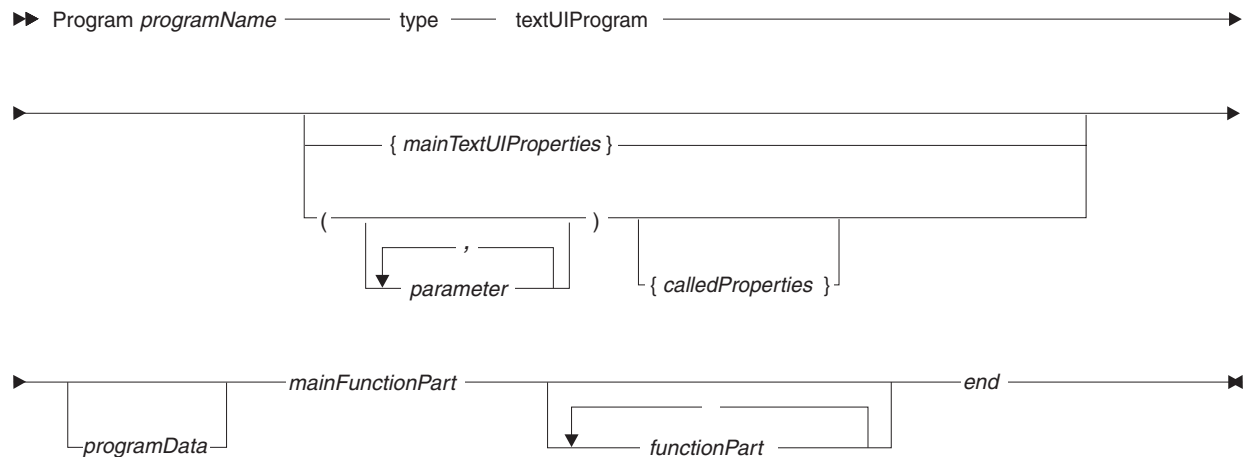 Program programName type textUIProgram
{ mainTextUIProperties }
( )
,
parameter
{ calledProperties }
mainFunctionPart end
programData
functionPart